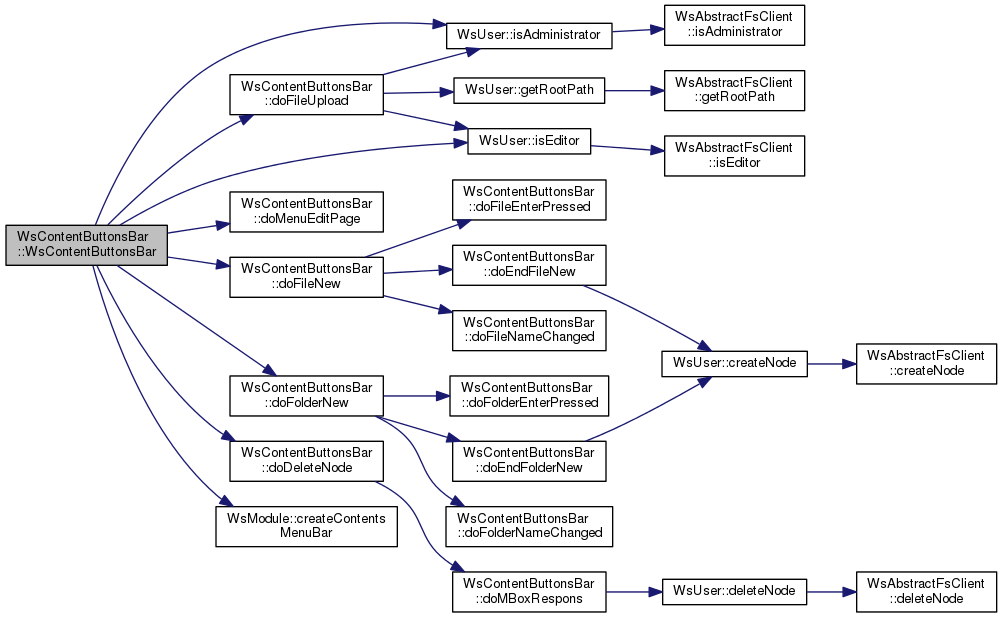 WsContentButtonsBar
::WsContentButtonsBar
WsUser::isAdministrator
WsAbstractFsClient
::isAdministrator
WsContentButtonsBar
::doFileUpload
WsUser::getRootPath
WsAbstractFsClient
::getRootPath
WsUser::isEditor
WsAbstractFsClient
::isEditor
WsContentButtonsBar
::doMenuEditPage
WsContentButtonsBar
::doFileNew
WsContentButtonsBar
::doFileEnterPressed
WsContentButtonsBar
::doEndFileNew
WsContentButtonsBar
::doFileNameChanged
WsUser::createNode
WsAbstractFsClient
::createNode
WsContentButtonsBar
::doFolderNew
WsContentButtonsBar
::doFolderEnterPressed
WsContentButtonsBar
::doEndFolderNew
WsContentButtonsBar
::doFolderNameChanged
WsContentButtonsBar
::doDeleteNode
WsModule::createContents
MenuBar
WsContentButtonsBar
::doMBoxRespons
WsUser::deleteNode
WsAbstractFsClient
::deleteNode